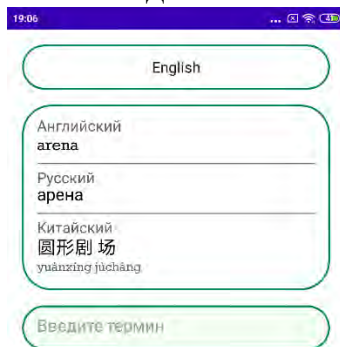 19:06
English
Английский
arena
Русский
арена
Китайский
圆形剧 场
yuánxíng jùchǎng
Введите термин